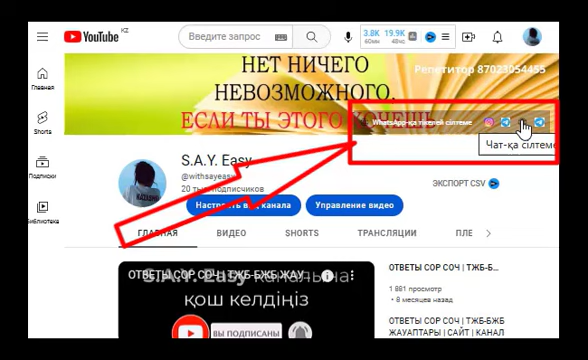 YouTube KZ
Введите запрос
3.8K 19.9K
60мин 48чс
НЕТ НИЧЕГО
НЕВОЗМОЖНОГО.
ЕСЛИ ТЫ ЭТОГО ХОЧЕШЬ
Репетитор 87023054455
WhatsApp-қа тікелей сілтеме
Чат-қа сілтеме
Главная
Shorts
Подписки
Библиотека
S.A.Y. Easy
@withsayeasy
20 тыс. подписчиков
ЭКСПОРТ CSV
Настроить вид канала
Управление видео
ГЛАВНАЯ
ВИДЕО
SHORTS
ТРАНСЛЯЦИИ
ПЛЕ
ОТВЕТЫ СОР СОЧ | ТЖБ-БЖБ ЖАУ...
S.A.Y. Easy каналына
қош келдіңіз
ВЫ ПОДПИСАНЫ
ОТВЕТЫ СОР СОЧ | ТЖБ-Б...
1 881 просмотр
• 8 месяцев назад
ОТВЕТЫ СОР СОЧ | ТЖБ-БЖБ
ЖАУАПТАРЫ | САЙТ | КАНАЛ